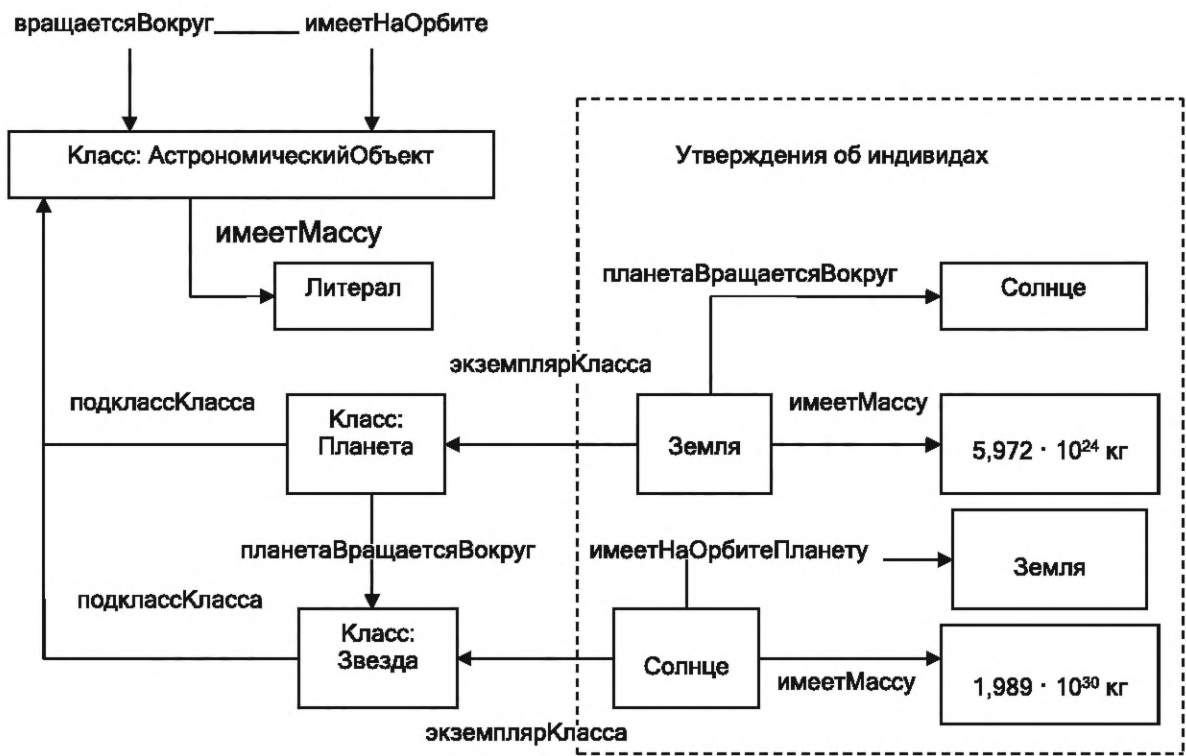 вращаетсяВокруг имеетНаОрбите
Класс: АстрономическийОбъект
Утверждения об индивидах
имеетМассу
Литерал
планетаВращаетсяВокруг
Солнце
экземплярКласса
подклассКласса
Класс:
Планета
Земля
имеетМассу
5,972 · 10²⁴ кг
планетаВращаетсяВокруг
имеетНаОрбитеПланету
Земля
подклассКласса
Класс:
Звезда
Солнце
имеетМассу
1,989 · 10³⁰ кг
экземплярКласса